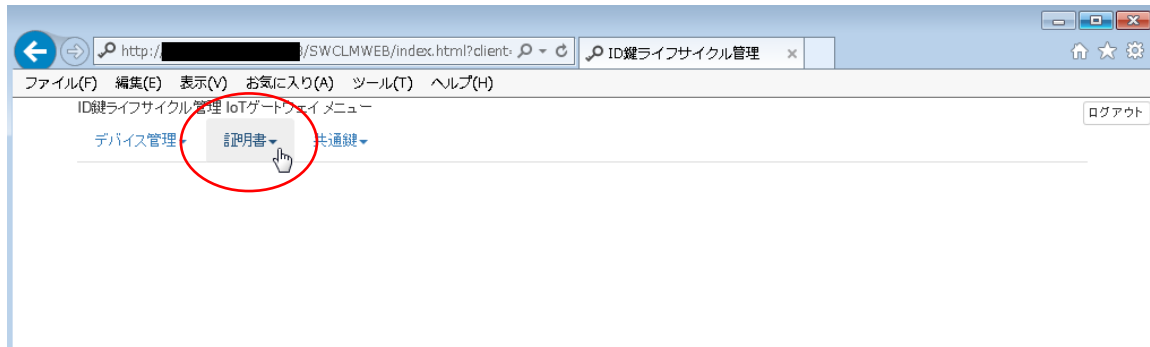 http://
/SWCLMWEB/index.html?client:
ID鍵ライフサイクル管理
ファイル(F) 編集(E) 表示(V) お気に入り(A) ツール(T) ヘルプ(H)
ID鍵ライフサイクル管理 IoTゲートウェイ メニュー
ログアウト
デバイス管理 証明書 共通鍵